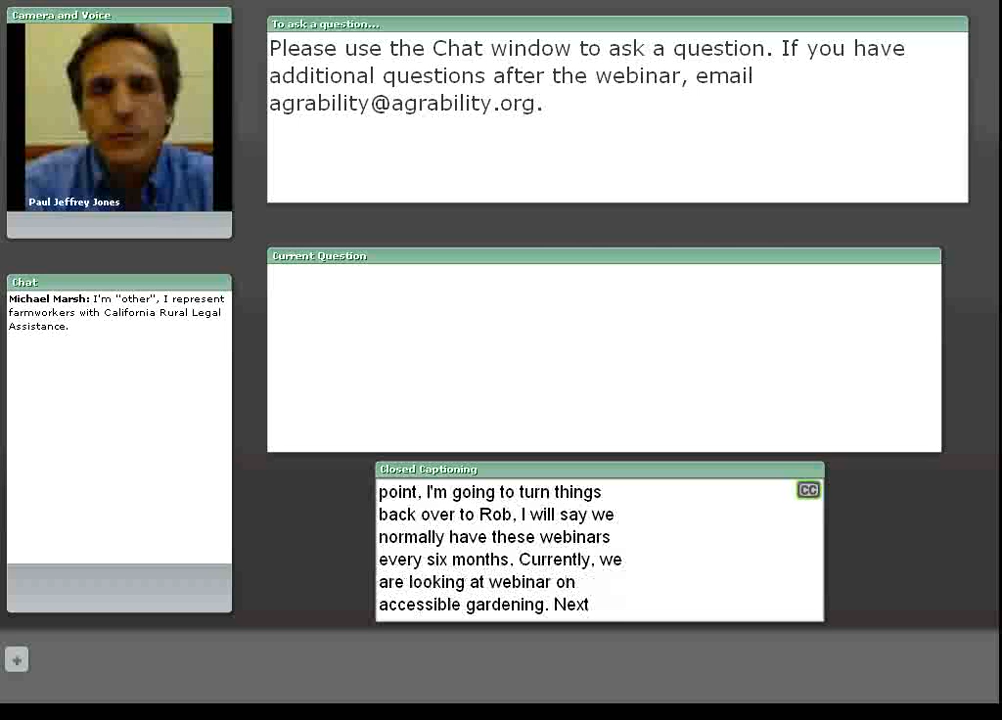 Camera and Voice
Paul Jeffrey Jones
To ask a question...
Please use the Chat window to ask a question. If you have
additional questions after the webinar, email
agrability@agrability.org.
Chat
Michael Marsh: I'm "other", I represent
farmworkers with California Rural Legal
Assistance.
Current Question
Closed Captioning
CC
point, I'm going to turn things
back over to Rob, I will say we
normally have these webinars
every six months. Currently, we
are looking at webinar on
accessible gardening. Next